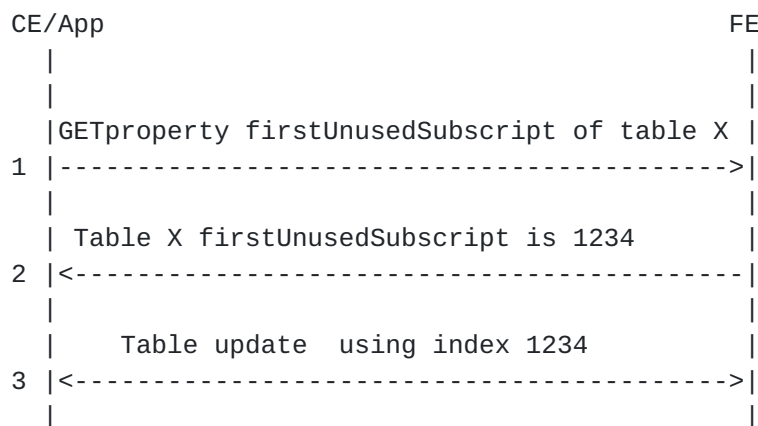 CE/App                                        FE
  |                                            |
  |                                            |
  |GETproperty firstUnusedSubscript of table X |
1 |------------------------------------------->|
  |                                            |
  | Table X firstUnusedSubscript is 1234       |
2 |<-------------------------------------------|
  |                                            |
  |    Table update  using index 1234          |
3 |<------------------------------------------>|
  |                                            |